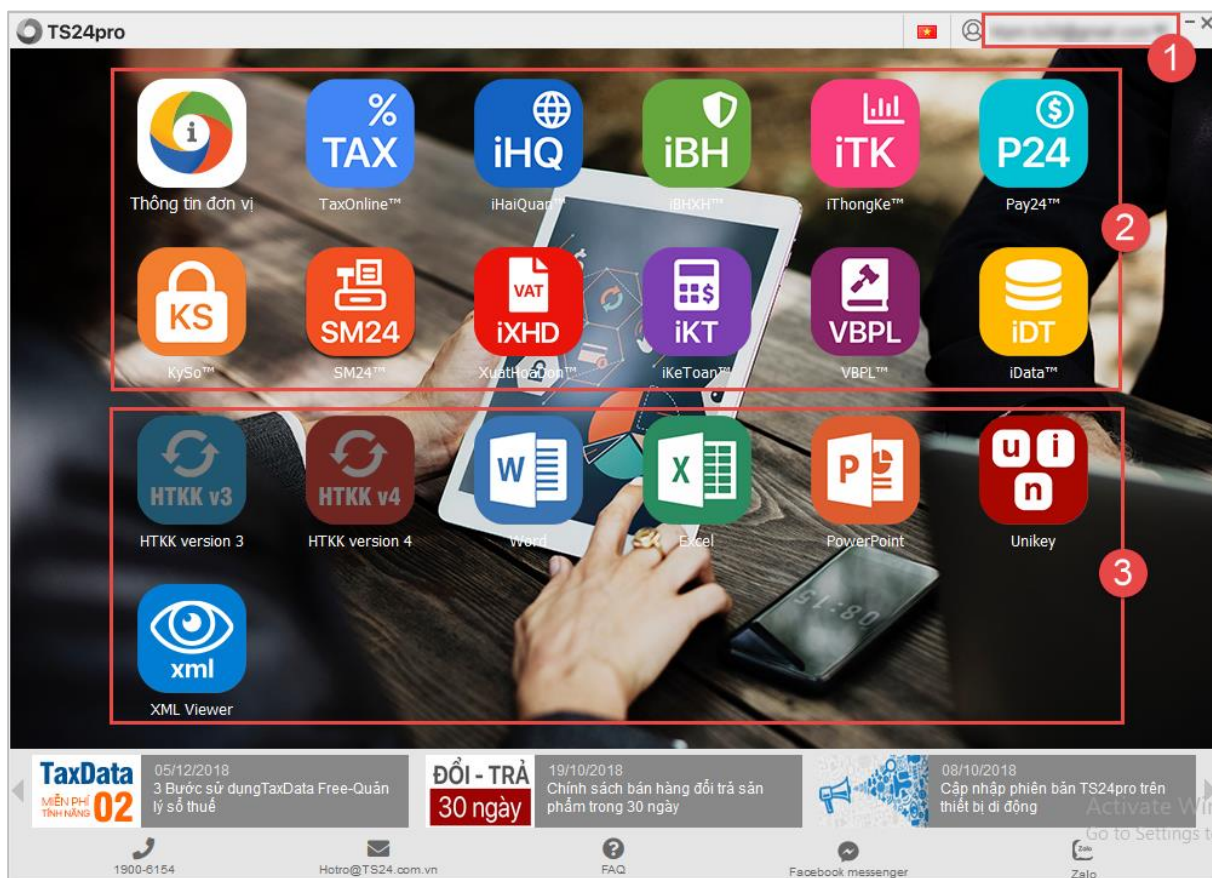 TS24pro
1
i
% TAX
iHQ
iBH
iTK
$ P24
Thông tin đơn vị
TaxOnline™
iHaiQuan™
iBHXH™
iThongKe™
Pay24™
2
KS
SM24
VAT
iXHD
$ iKT
VBPL
iDT
KySo™
SM24™
XuatHoaDon™
iKeToan™
VBPL™
iData™
HTKK v3
HTKK v4
W
X
P
u i
n
HTKK version 3
HTKK version 4
Word
Excel
PowerPoint
Unikey
08:15
3
xml
XML Viewer
TaxData
MIỄN PHÍ
TÍNH NĂNG 02
05/12/2018
3 Bước sử dụngTaxData Free-Quản
lý sổ thuế
ĐỔI - TRẢ
30 ngày
19/10/2018
Chính sách bán hàng đổi trả sản
phẩm trong 30 ngày
08/10/2018
Cập nhập phiên bản TS24pro trên
thiết bị di động
Activate Wi
Go to Settings t
1900-6154
Hotro@TS24.com.vn
?
FAQ
Facebook messenger
Zalo
Zalo